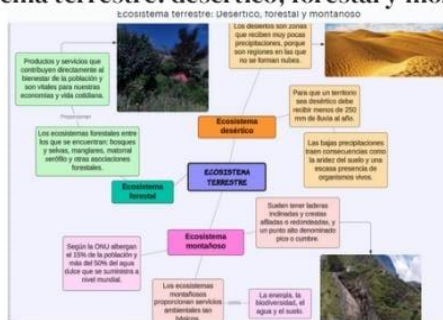 Ecosistema terrestre: Desértico, forestal y montañoso
Los desiertos son zonas
que reciben muy pocas
precipitaciones, porque
son regiones en las que
no se forman nubes.
Productos y servicios que
contribuyen directamente al
bienestar de la población y
son vitales para nuestras
economías y vida cotidiana.
Proporcionan
Los ecosistemas forestales entre
los que se encuentran: bosques
y selvas, manglares, matorral
xerófilo y otras asociaciones
forestales.
Ecosistema
forestal
Ecosistema
desértico
Para que un territorio
sea desértico debe
recibir menos de 250
mm de lluvia al año.
Las bajas precipitaciones
traen consecuencias como
la aridez del suelo y una
escasa presencia de
organismos vivos.
ECOSISTEMA
TERRESTRE
Ecosistema
montañoso
Suelen tener laderas
inclinadas y crestas
afiladas o redondeadas, y
un punto alto denominado
pico o cumbre.
Según la ONU albergan
el 15% de la población y
más del 50% del agua
dulce que se suministra a
nivel mundial.
Los ecosistemas
montañosos
proporcionan servicios
ambientales tan
básicos
La energía, la
biodiversidad, el
agua y el suelo.